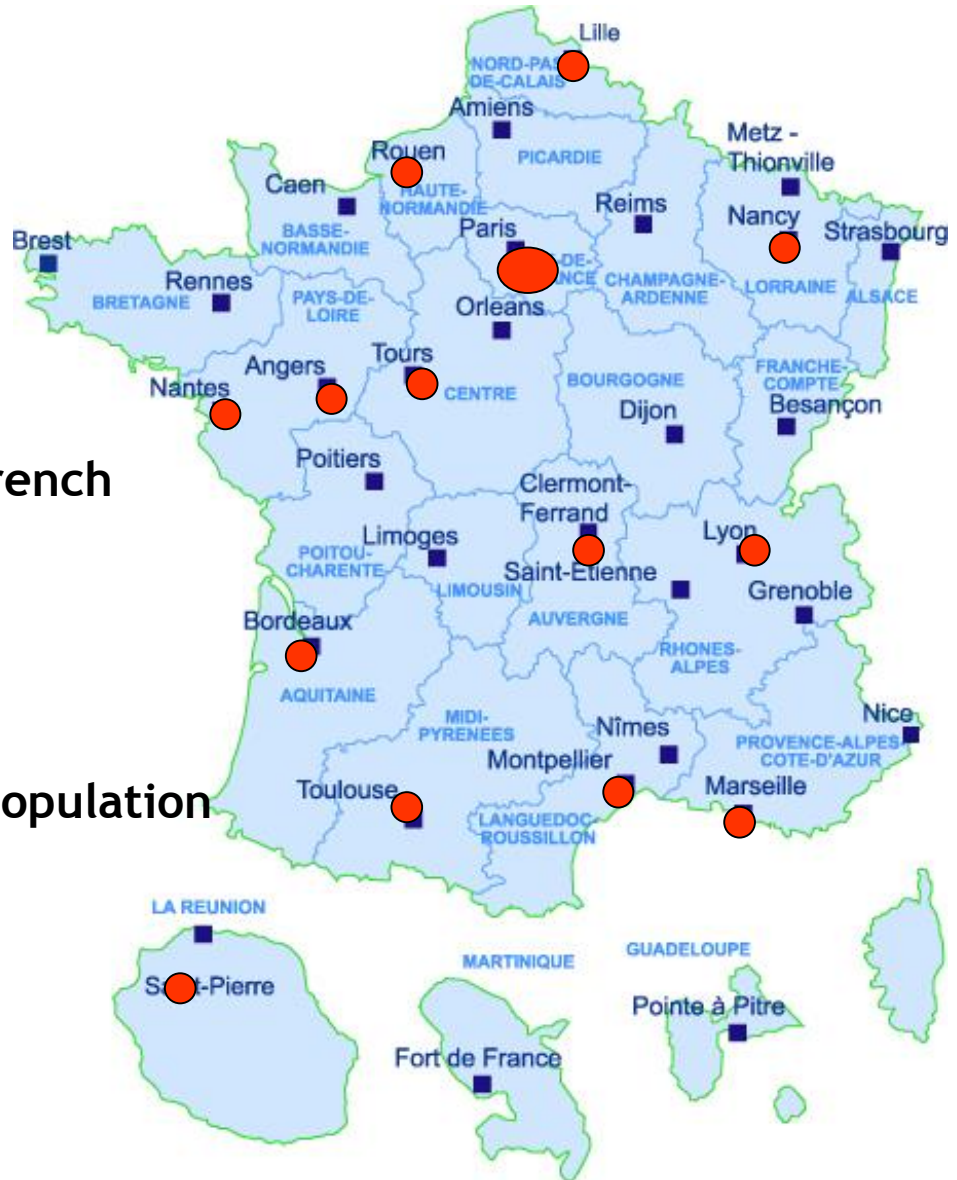 Lille
NORD-PAS
DE-CALAIS
Amiens
PICARDIE
Metz -
Thionville
Rouen
HAUTE-
NORMANDIE
Caen
BASSE-
NORMANDIE
Reims
Nancy
Strasbourg
Paris
-DE-
ANCE
CHAMPAGNE-
ARDENNE
LORRAINE
ALSACE
Brest
Rennes
BRETAGNE
PAYS-DE-
LOIRE
Orleans
Angers
Tours
CENTRE
Nantes
BOURGOGNE
Dijon
FRANCHE-
COMPTE
Besançon
rench
Poitiers
Clermont-
Ferrand
Limoges
Lyon
POITOU-
CHARENTE-
LIMOUSIN
Saint-Etienne
AUVERGNE
Grenoble
RHONES-
ALPES
Bordeaux
AQUITAINE
MIDI-
PYRENEES
Nîmes
Nice
PROVENCE-ALPES
COTE-D'AZUR
Montpellier
Marseille
opulation
Toulouse
LANGUEDOC-
ROUSSILLON
LA REUNION
Saint-Pierre
MARTINIQUE
Fort de France
GUADELOUPE
Pointe à Pitre